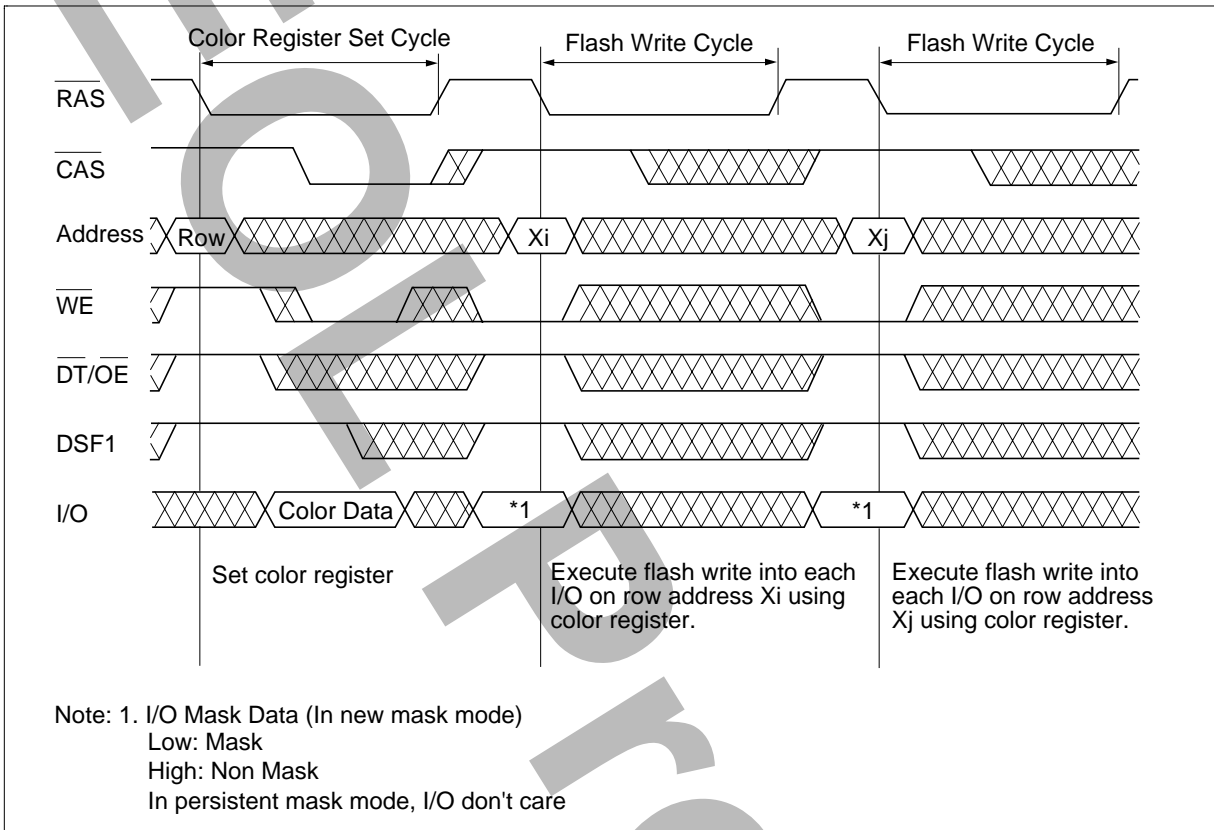 Color Register Set Cycle Flash Write Cycle Flash Write Cycle
RAS
CAS
Address Row Xi Xj
WE
DT/OE
DSF1
I/O Color Data *1 *1
Set color register
Execute flash write into each
I/O on row address Xi using
color register.
Execute flash write into
each I/O on row address
Xj using color register.
Note: 1. I/O Mask Data (In new mask mode)
Low: Mask
High: Non Mask
In persistent mask mode, I/O don't care